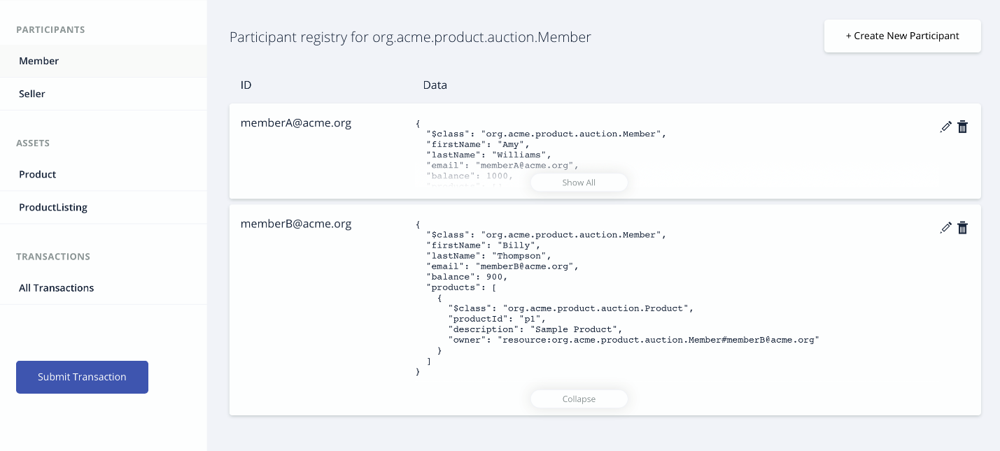 PARTICIPANTS
Member
Seller
ASSETS
Product
ProductListing
TRANSACTIONS
All Transactions
Submit Transaction
Participant registry for org.acme.product.auction.Member
+ Create New Participant
ID Data
memberA@acme.org
{
"$class": "org.acme.product.auction.Member",
"firstName": "Amy",
"lastName": "Williams",
"email": "memberA@acme.org",
"balance": 1000,
Show All
memberB@acme.org
{
"$class": "org.acme.product.auction.Member",
"firstName": "Billy",
"lastName": "Thompson",
"email": "memberB@acme.org",
"balance": 900,
"products": [
{
"$class": "org.acme.product.auction.Product",
"productId": "p1",
"description": "Sample Product",
"owner": "resource:org.acme.product.auction.Member#memberB@acme.org"
}
]
}
Collapse